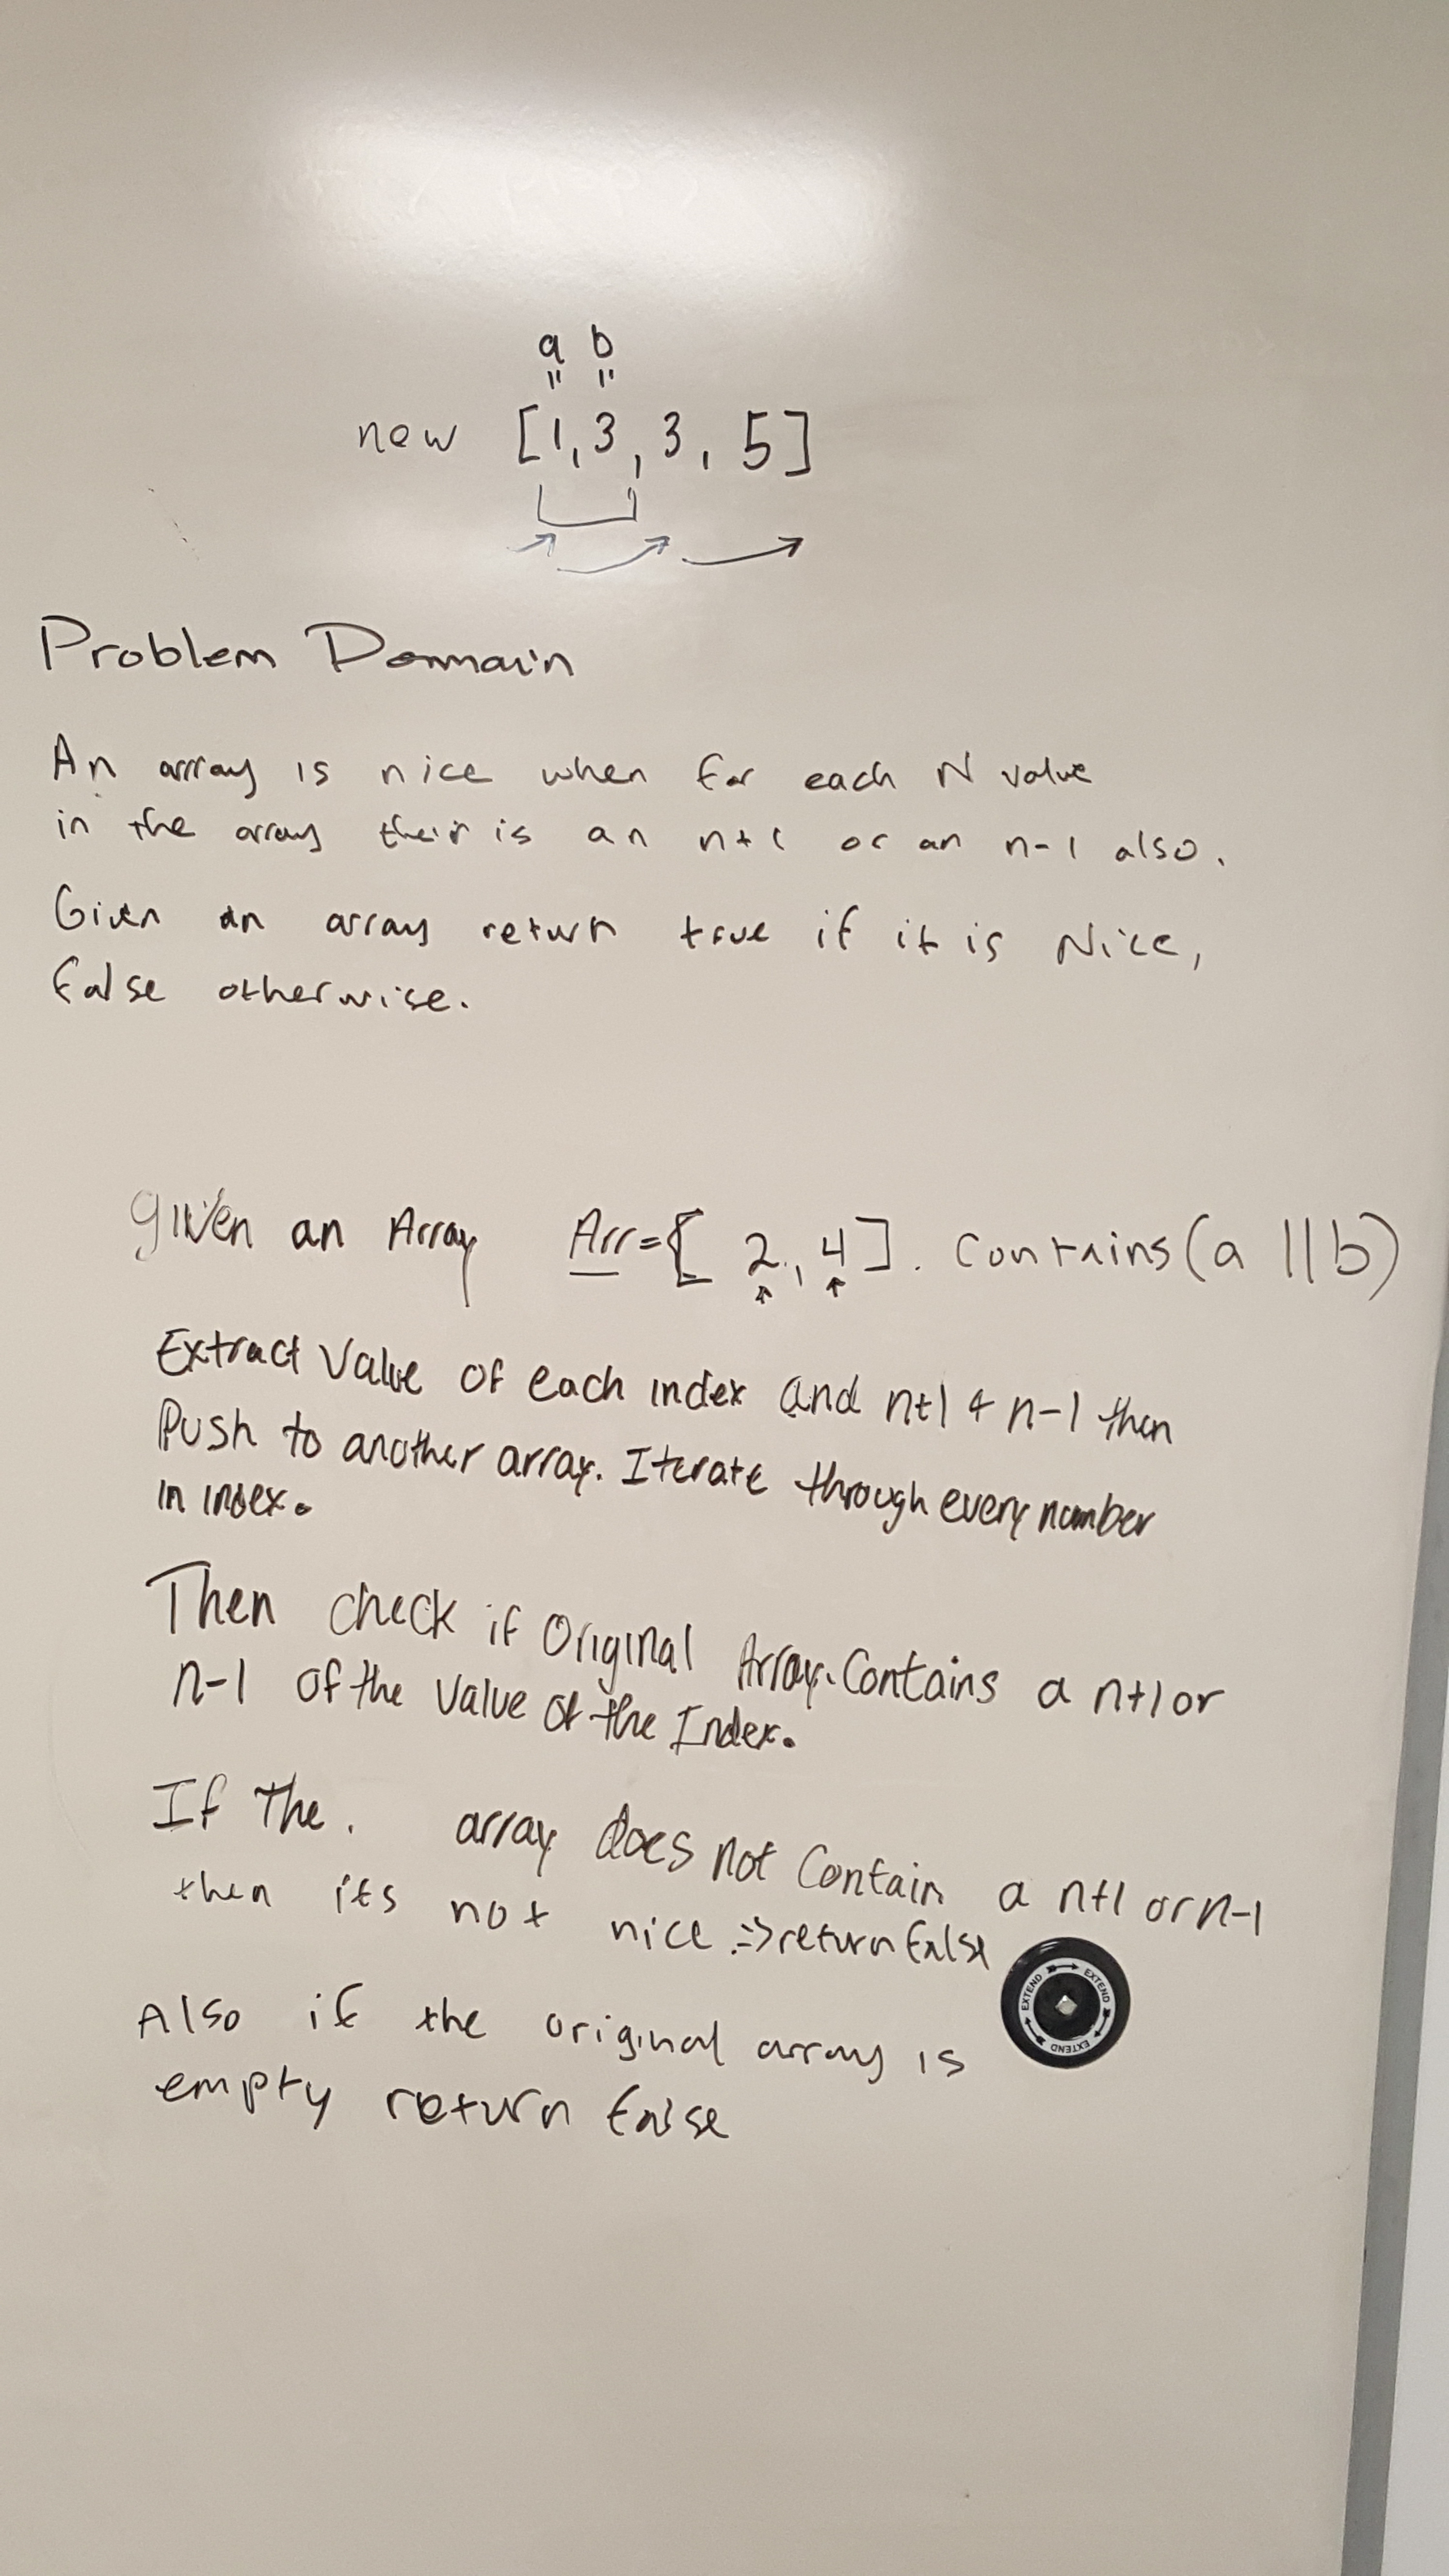 a b
" "
new [1, 3, 3, 5]
Problem Domain
An array is nice when for each N value
in the array their is an n+1 or an n-1 also.
Given an array return true if it is Nice,
false otherwise.
given an Array Arr=[ 2, 4]. Contains(a || b)
Extract Value of each index and n+1 & n-1 then
Push to another array. Iterate through every number
in index.
Then check if Original Array.Contains a n+1 or
n-1 of the value of the Index.
If The. array does not Contain a n+1 or n-1
then its not nice => return false
EXTEND EXTEND EXTEND
Also if the original array is
empty return false